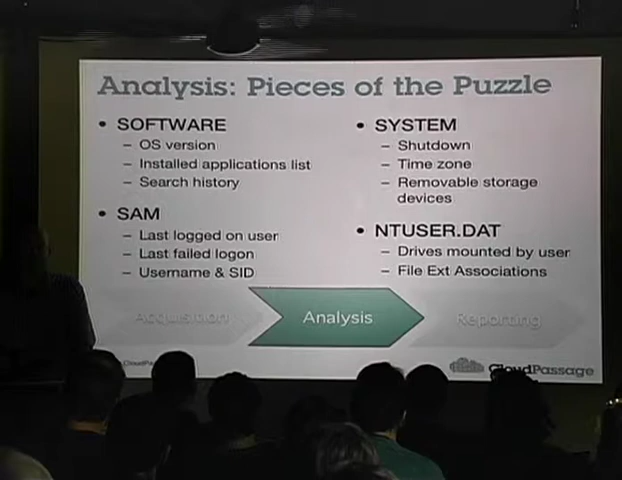 Analysis: Pieces of the Puzzle
• SOFTWARE
– OS version
– Installed applications list
– Search history
• SAM
– Last logged on user
– Last failed logon
– Username & SID
• SYSTEM
– Shutdown
– Time zone
– Removable storage
devices
• NTUSER.DAT
– Drives mounted by user
– File Ext Associations
Acquisition
Analysis
Reporting
CloudPassage